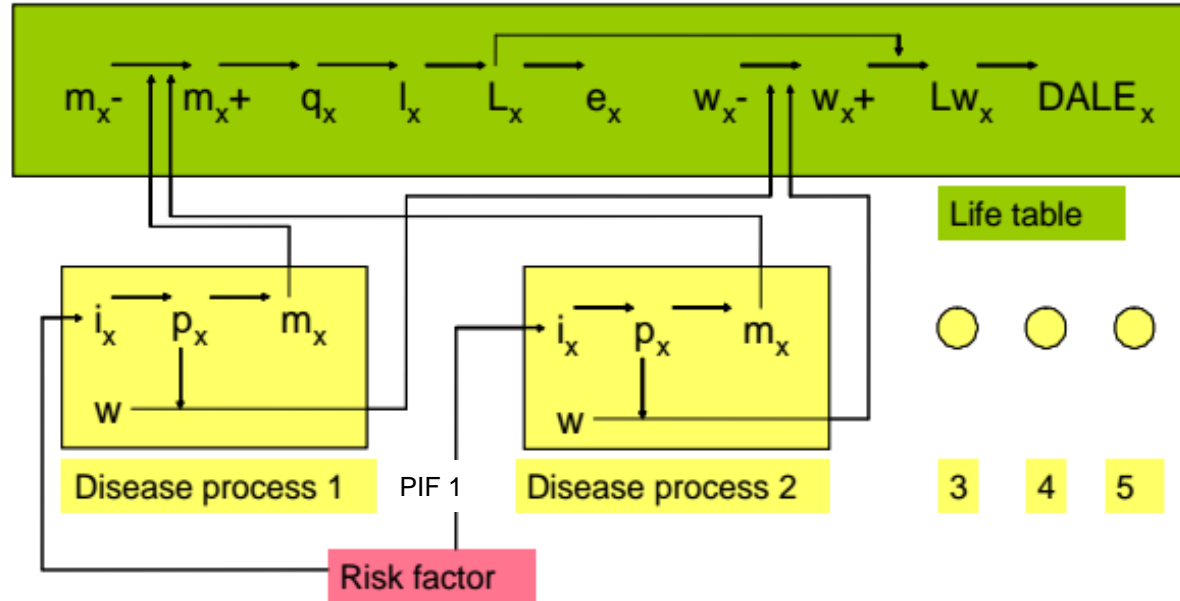 mₓ- mₓ+ qₓ lₓ Lₓ eₓ wₓ- wₓ+ Lwₓ DALEₓ
Life table
iₓ pₓ mₓ
w
iₓ pₓ mₓ
w
Disease process 1
PIF 1
Disease process 2
3 4 5
Risk factor